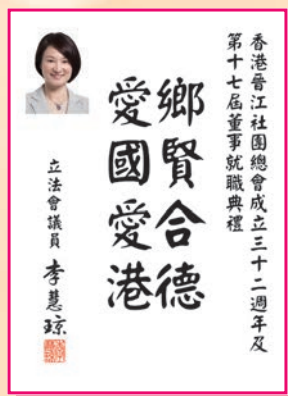 香港晉江社團總會成立三十二週年及
第十七屆董事就職典禮
鄉賢合德
愛國愛港
立法會議員 李慧琼